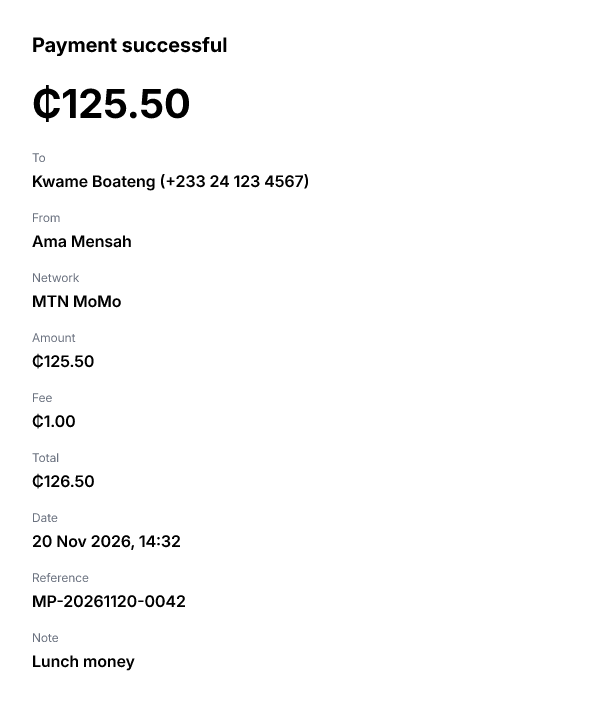 Payment successful
₵125.50
To
Kwame Boateng (+233 24 123 4567)
From
Ama Mensah
Network
MTN MoMo
Amount
₵125.50
Fee
₵1.00
Total
₵126.50
Date
20 Nov 2026, 14:32
Reference
MP-20261120-0042
Note
Lunch money